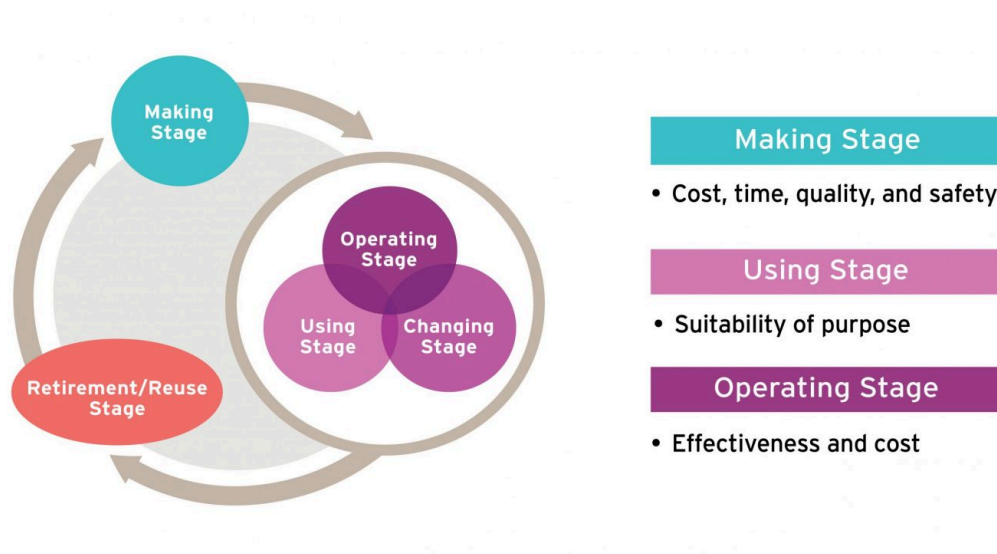 Making
Stage
Operating
Stage
Using
Stage
Changing
Stage
Retirement/Reuse
Stage
Making Stage
• Cost, time, quality, and safety
Using Stage
• Suitability of purpose
Operating Stage
• Effectiveness and cost